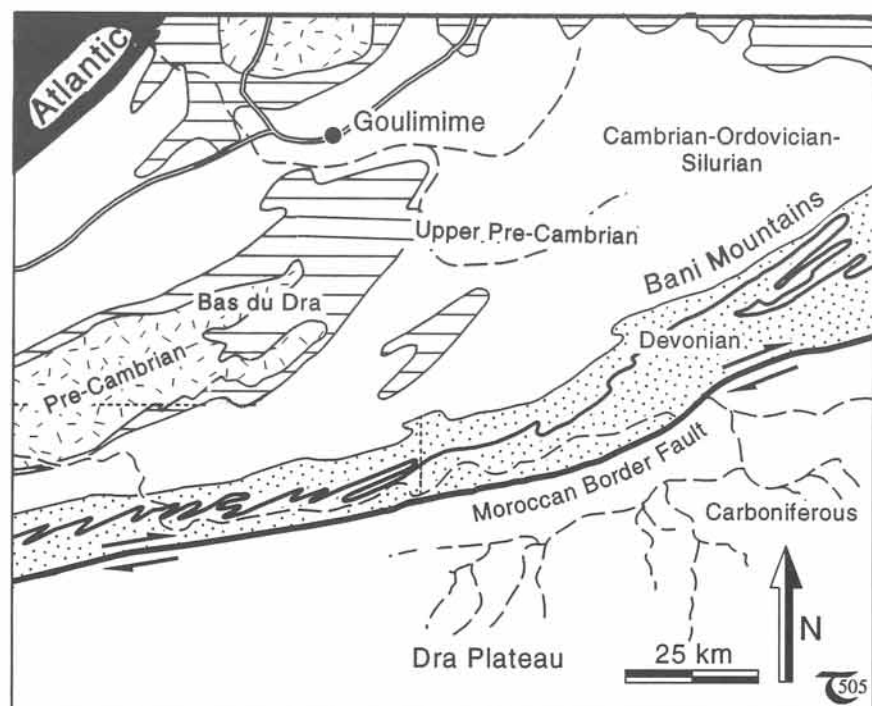 Atlantic
Goulimime
Cambrian-Ordovician-
Silurian
Upper Pre-Cambrian
Bani Mountains
Bas du Dra
Devonian
Pre-Cambrian
Moroccan Border Fault
Carboniferous
N
Dra Plateau
25 km
505